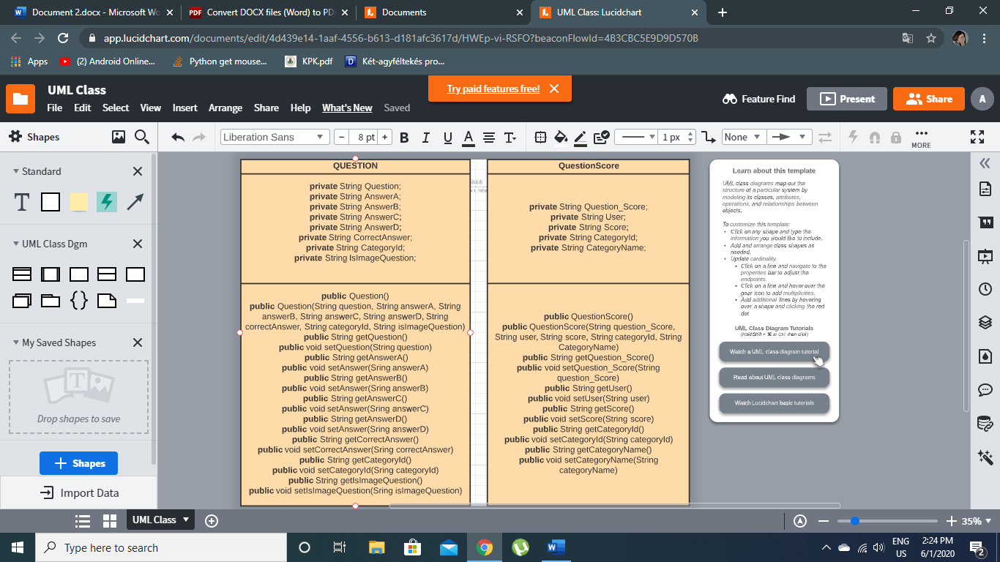 Document 2.docx - Microsoft Wo
Convert DOCX files (Word) to PD
Documents
UML Class: Lucidchart
app.lucidchart.com/documents/edit/4d439e14-1aaf-4556-b613-d181afc3617d/HWEp-vi-RSFO?beaconFlowId=4B3CBC5E9D9D570B
Apps
(2) Android Online...
Python get mouse...
KPK.pdf
Két-agyféltekés pro...
UML Class
Try paid features free!
File Edit Select View Insert Arrange Share Help What's New Saved
Feature Find
Present
Share
A
Shapes
Liberation Sans
8 pt
B I U A T
1 px
None
MORE
Standard
T
UML Class Dgm
My Saved Shapes
Drop shapes to save
Shapes
Import Data
QUESTION
private String Question;
private String AnswerA;
private String AnswerB;
private String AnswerC;
private String AnswerD;
private String CorrectAnswer;
private String CategoryId;
private String IsImageQuestion;
public Question()
public Question(String question, String answerA, String
answerB, String answerC, String answerD, String
correctAnswer, String categoryId, String isImageQuestion)
public String getQuestion()
public void setQuestion(String question)
public String getAnswerA()
public void setAnswer(Sring answerA)
public String getAnswerB()
public void setAnswer(Sring answerB)
public String getAnswerC()
public void setAnswer(Sring answerC)
public String getAnswerD()
public void setAnswer(Sring answerD)
public String getCorrectAnswer()
public void setCorrectAnswer(Sring correctAnswer)
public String getCategoryId()
public void setCategoryId(Sring categoryId)
public String getIsImageQuestion()
public void setIsImageQuestion(Sring isImageQuestion)
QuestionScore
private String Question_Score;
private String User;
private String Score;
private String CategoryId;
private String CategoryName;
public QuestionScore()
public QuestionScore(String question_Score,
String user, String score, String categoryId, String
CategoryName)
public String getQuestion_Score()
public void setQuestion_Score(String
question_Score)
public String getUser()
public void setUser(String user)
public String getScore()
public void setScore(String score)
public String getCategoryId()
public void setCategoryId(String categoryId)
public String getCategoryName()
public void setCategoryName(String
categoryName)
Learn about this template
UML class diagrams map out the
structure of a particular system by
modeling its classes, attributes,
operations, and relationships between
objects.
To customize this template:
• Click on any shape and type the
information you would like to include.
• Add and arrange class shapes as
needed.
• Update cardinality.
• Click on a line and navigate to the
properties bar to adjust the
endpoints.
• Click on a line and hover over the
gear icon to add multiplicities.
• Add additional lines by hovering
over a shape and clicking the red
dot
UML Class Diagram Tutorials
(Hold Shift + ⌘ or Ctrl, then click)
Watch a UML class diagram tutorial
Read about UML class diagrams
Watch Lucidchart basic tutorials
UML Class
35%
Type here to search
ENG
US
2:24 PM
6/1/2020
2